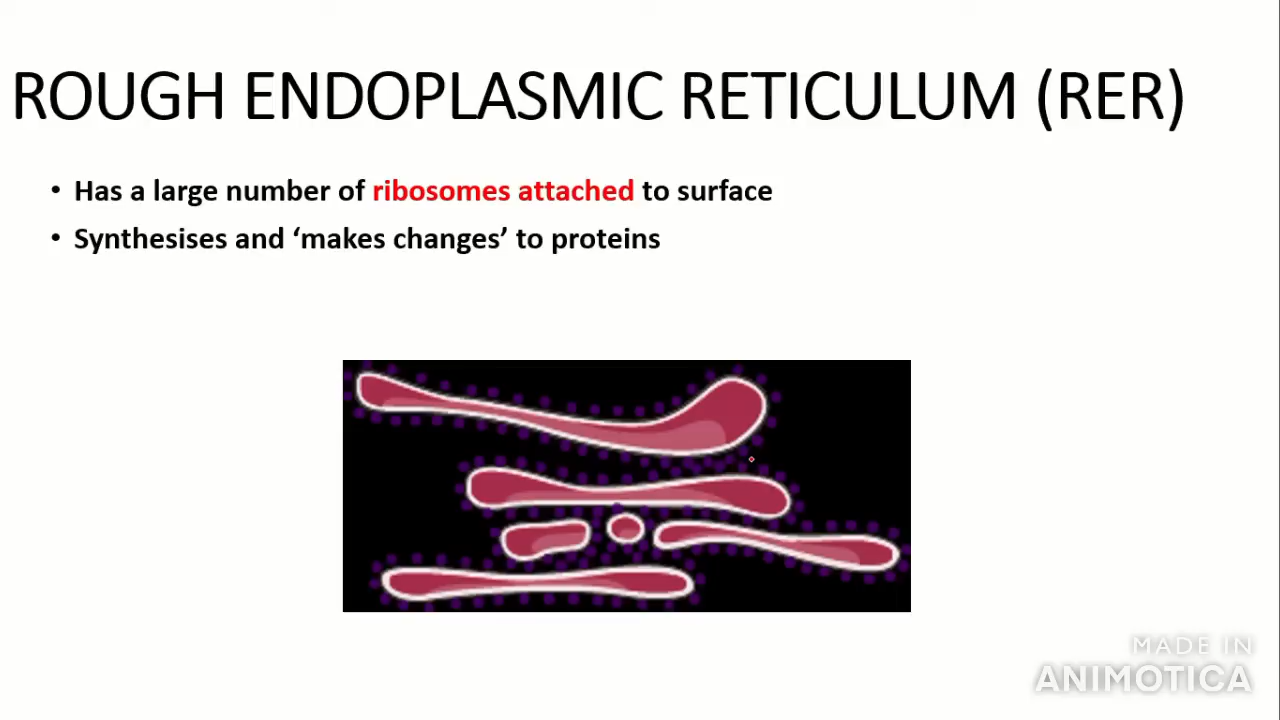 ROUGH ENDOPLASMIC RETICULUM (RER)
• Has a large number of ribosomes attached to surface
• Synthesises and ‘makes changes’ to proteins
MADE IN
ANIMOTICA